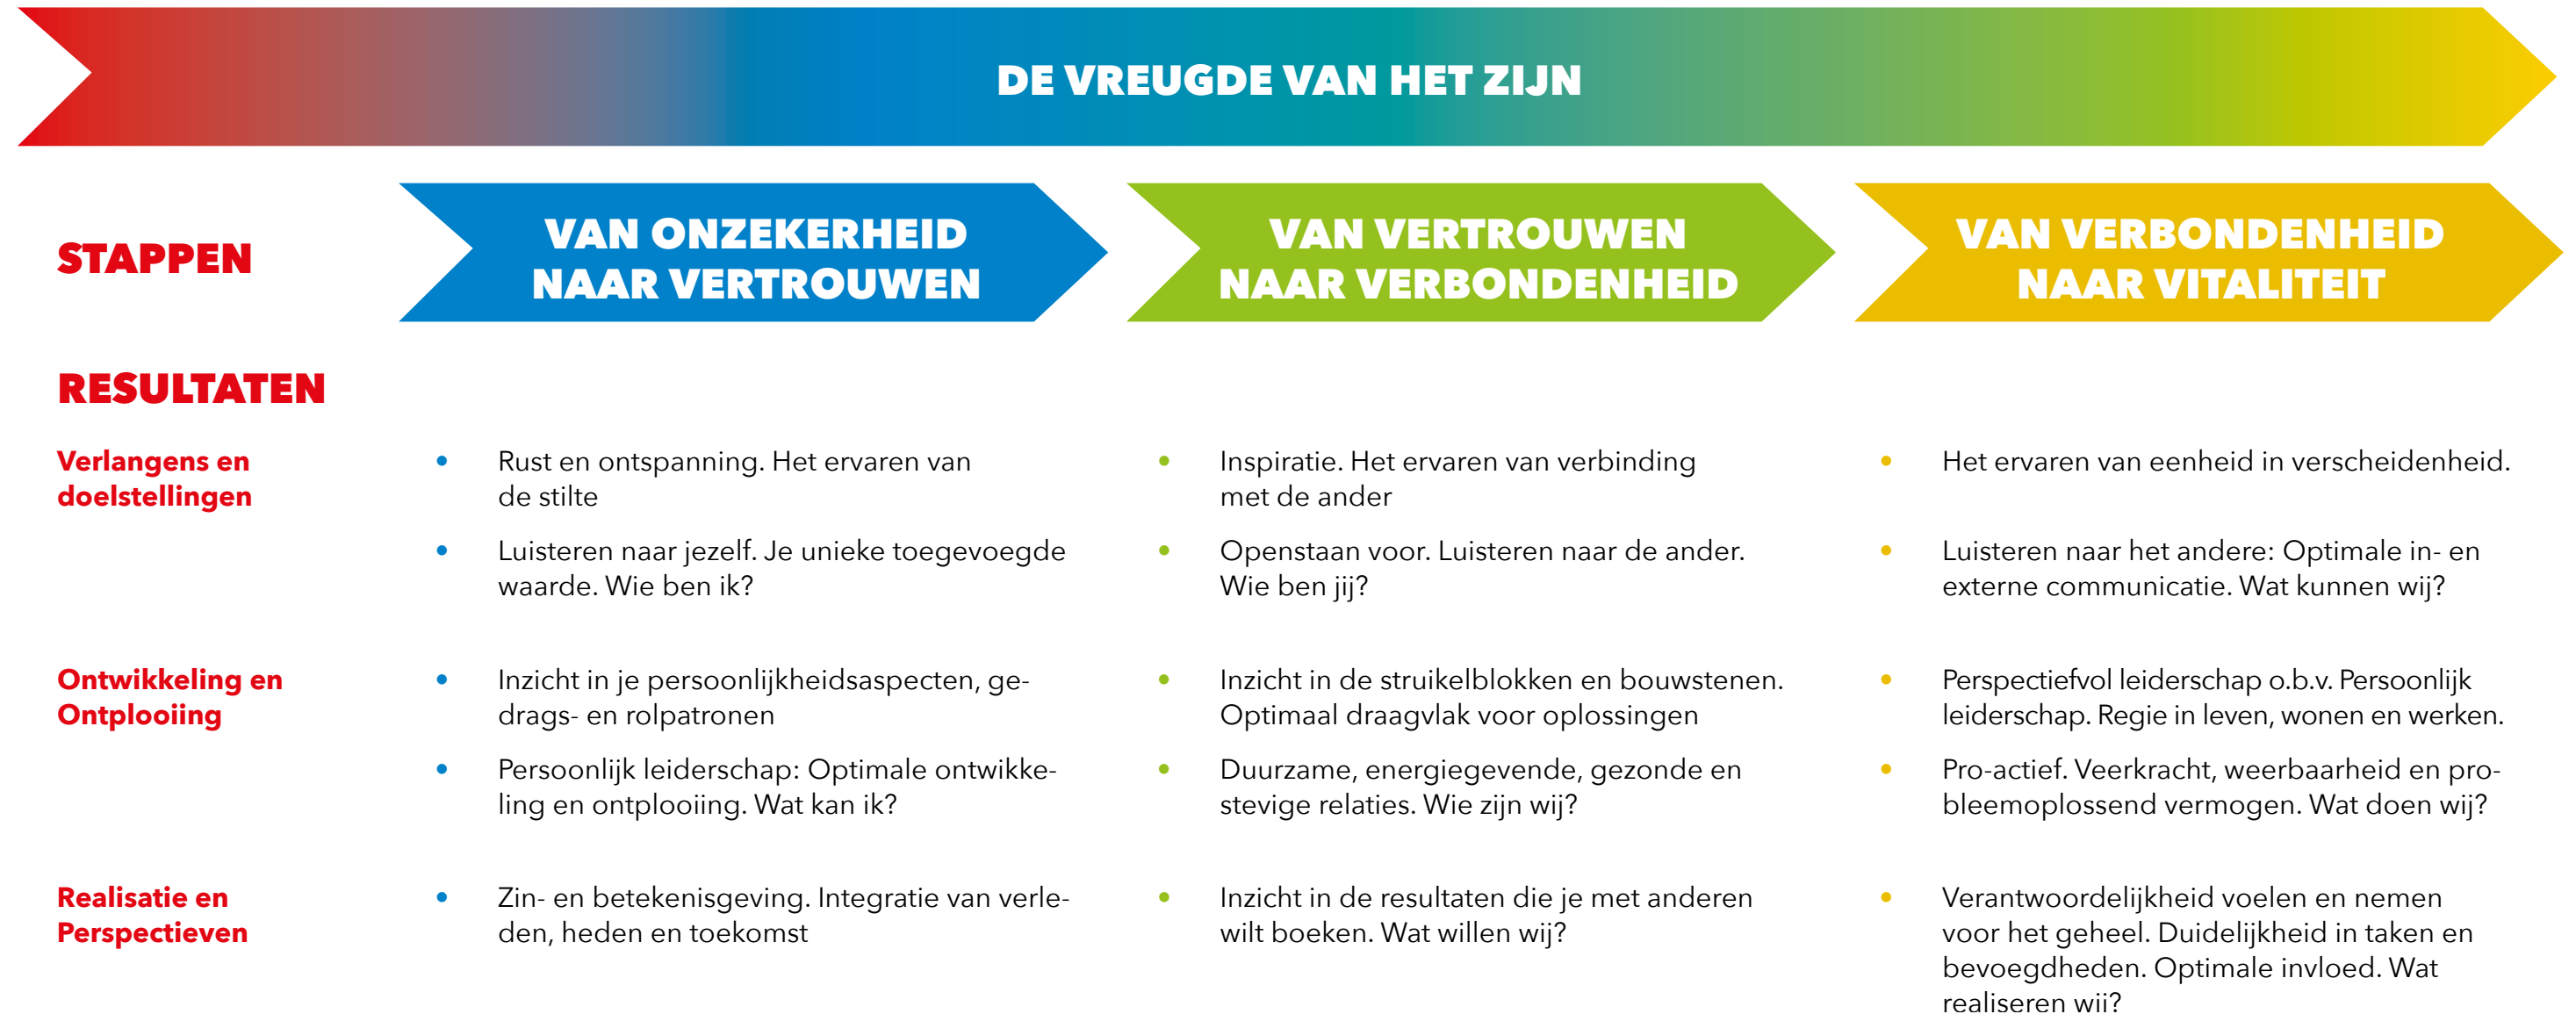 DE VREUGDE VAN HET ZIJN
STAPPEN
VAN ONZEKERHEID
NAAR VERTROUWEN
VAN VERTROUWEN
NAAR VERBONDENHEID
VAN VERBONDENHEID
NAAR VITALITEIT
RESULTATEN
Verlangens en
doelstellingen
• Rust en ontspanning. Het ervaren van
de stilte
• Inspiratie. Het ervaren van verbinding
met de ander
• Het ervaren van eenheid in verscheidenheid.
• Luisteren naar jezelf. Je unieke toegevoegde
waarde. Wie ben ik?
• Openstaan voor. Luisteren naar de ander.
Wie ben jij?
• Luisteren naar het andere: Optimale in- en
externe communicatie. Wat kunnen wij?
Ontwikkeling en
Ontplooiing
• Inzicht in je persoonlijkheidsaspecten, ge-
drags- en rolpatronen
• Inzicht in de struikelblokken en bouwstenen.
Optimaal draagvlak voor oplossingen
• Perspectiefvol leiderschap o.b.v. Persoonlijk
leiderschap. Regie in leven, wonen en werken.
• Persoonlijk leiderschap: Optimale ontwikke-
ling en ontplooiing. Wat kan ik?
• Duurzame, energiegevende, gezonde en
stevige relaties. Wie zijn wij?
• Pro-actief. Veerkracht, weerbaarheid en pro-
bleemoplossend vermogen. Wat doen wij?
Realisatie en
Perspectieven
• Zin- en betekenisgeving. Integratie van verle-
den, heden en toekomst
• Inzicht in de resultaten die je met anderen
wilt boeken. Wat willen wij?
• Verantwoordelijkheid voelen en nemen
voor het geheel. Duidelijkheid in taken en
bevoegdheden. Optimale invloed. Wat
realiseren wij?